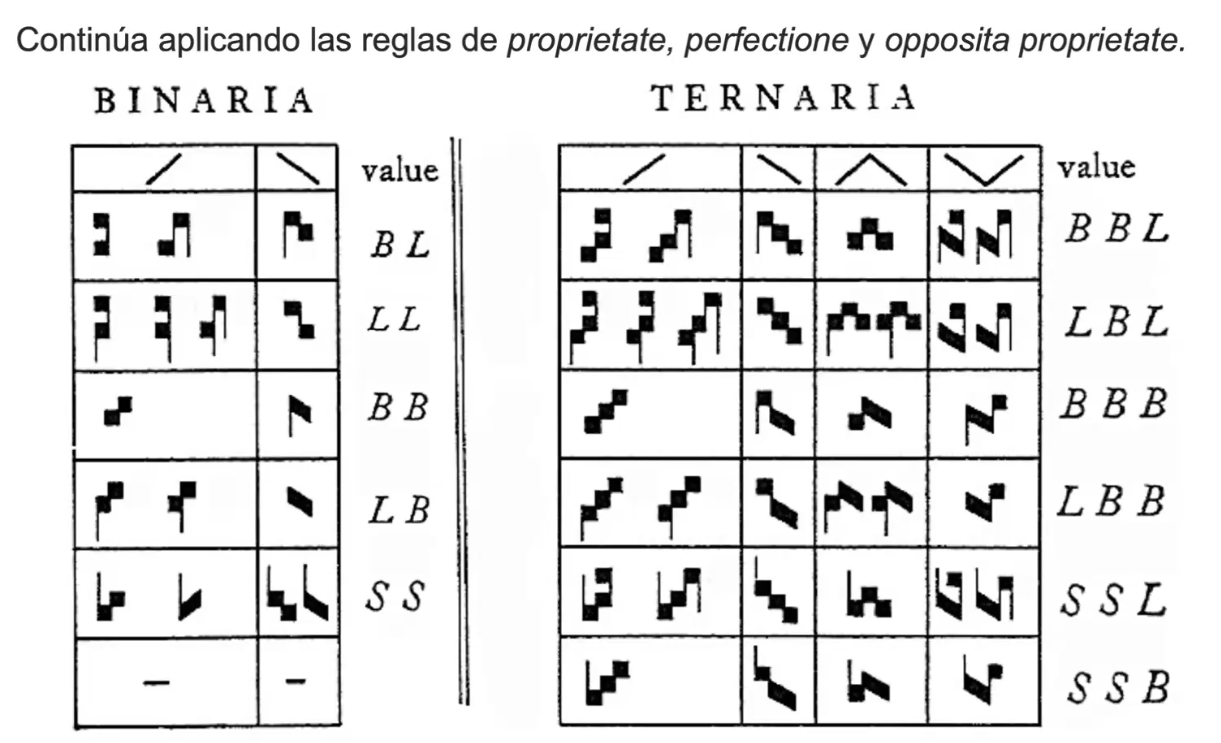 Continúa aplicando las reglas de proprietate, perfectione y opposita proprietate.
BINARIA
TERNARIA
value
value
B L
B B L
L L
L B L
B B
B B B
L B
L B B
S S
S S L
S S B